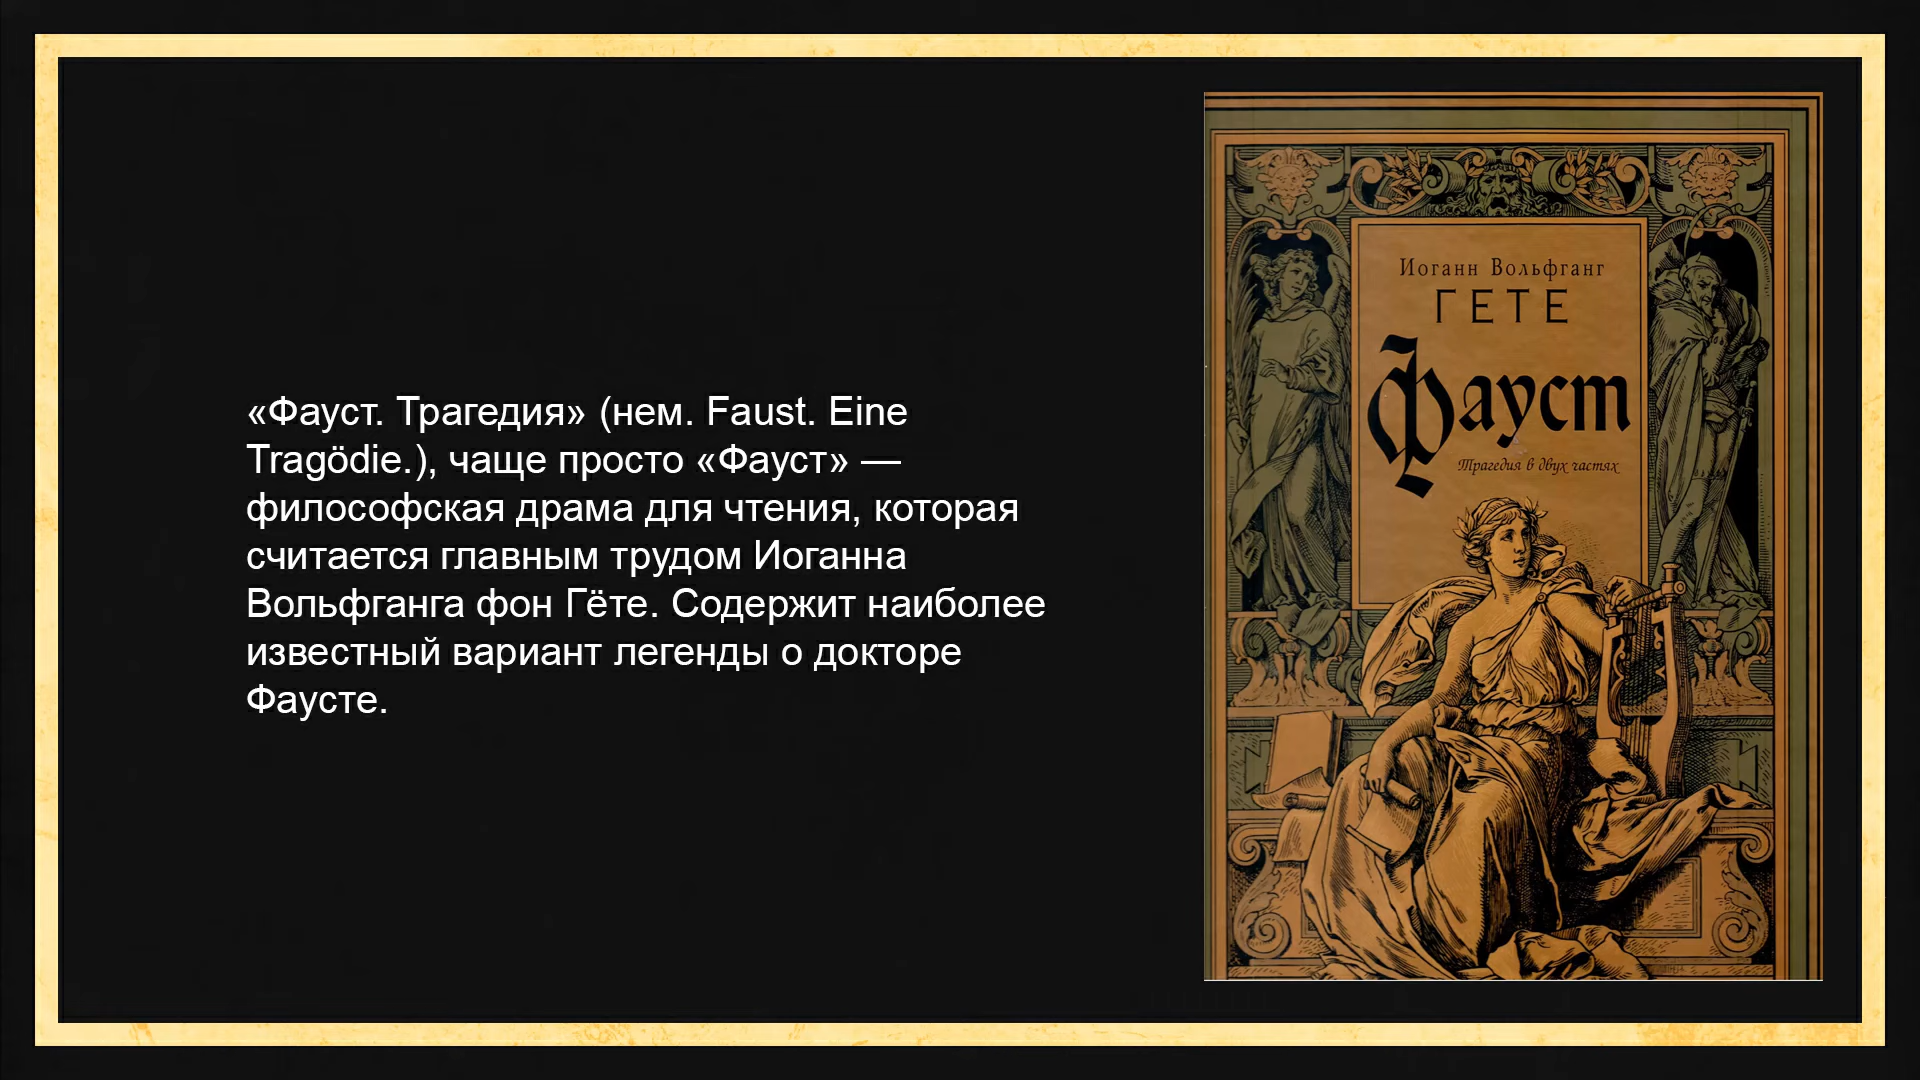 «Фауст. Трагедия» (нем. Faust. Eine
Tragödie.), чаще просто «Фауст» —
философская драма для чтения, которая
считается главным трудом Иоганна
Вольфганга фон Гёте. Содержит наиболее
известный вариант легенды о докторе
Фаусте.
Иоганн Вольфганг
ГЕТЕ
Фауст
Трагедия в двух частях